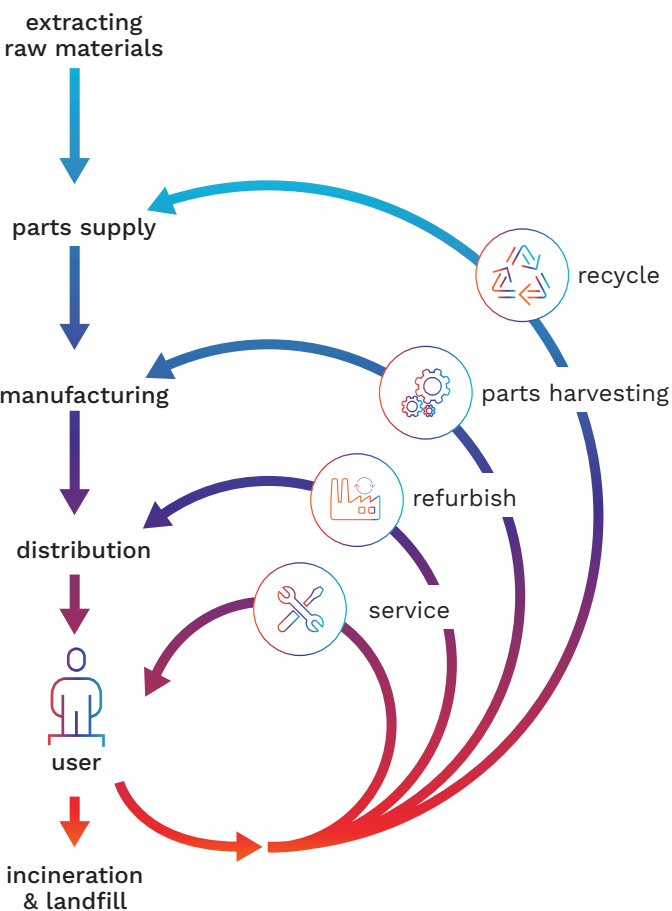 extracting
raw materials
parts supply
recycle
manufacturing
parts harvesting
refurbish
distribution
service
user
incineration
& landfill